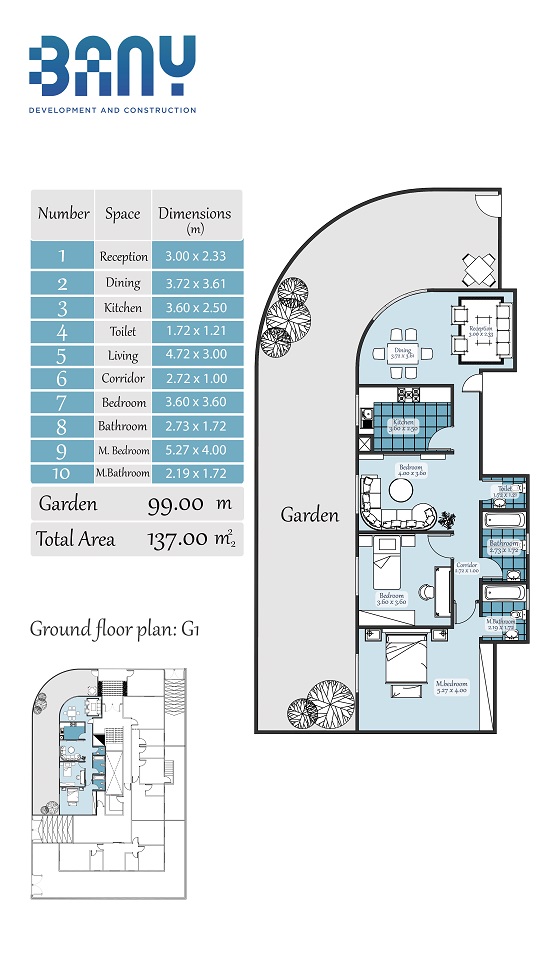 BANY
DEVELOPMENT AND CONSTRUCTION
Number Space Dimensions
(m)
1 Reception 3.00 x 2.33
2 Dining 3.72 x 3.61
3 Kitchen 3.60 x 2.50
4 Toilet 1.72 x 1.21
5 Living 4.72 x 3.00
6 Corridor 2.72 x 1.00
7 Bedroom 3.60 x 3.60
8 Bathroom 2.73 x 1.72
9 M. Bedroom 5.27 x 4.00
10 M.Bathroom 2.19 x 1.72
Garden 99.00 m
Total Area 137.00 m²₂
Reception
3.00 x 2.33
Dining
3.72 x 3.61
Kitchen
3.60 x 2.50
Bedroom
4.00 x 3.60
Toilet
1.72 x 1.21
Garden
Bathroom
2.73 x 1.72
Corridor
2.72 x 1.00
Bedroom
3.60 x 3.60
M.Bathroom
2.19 x 1.72
M.bedroom
5.27 x 4.00
Ground floor plan: G1